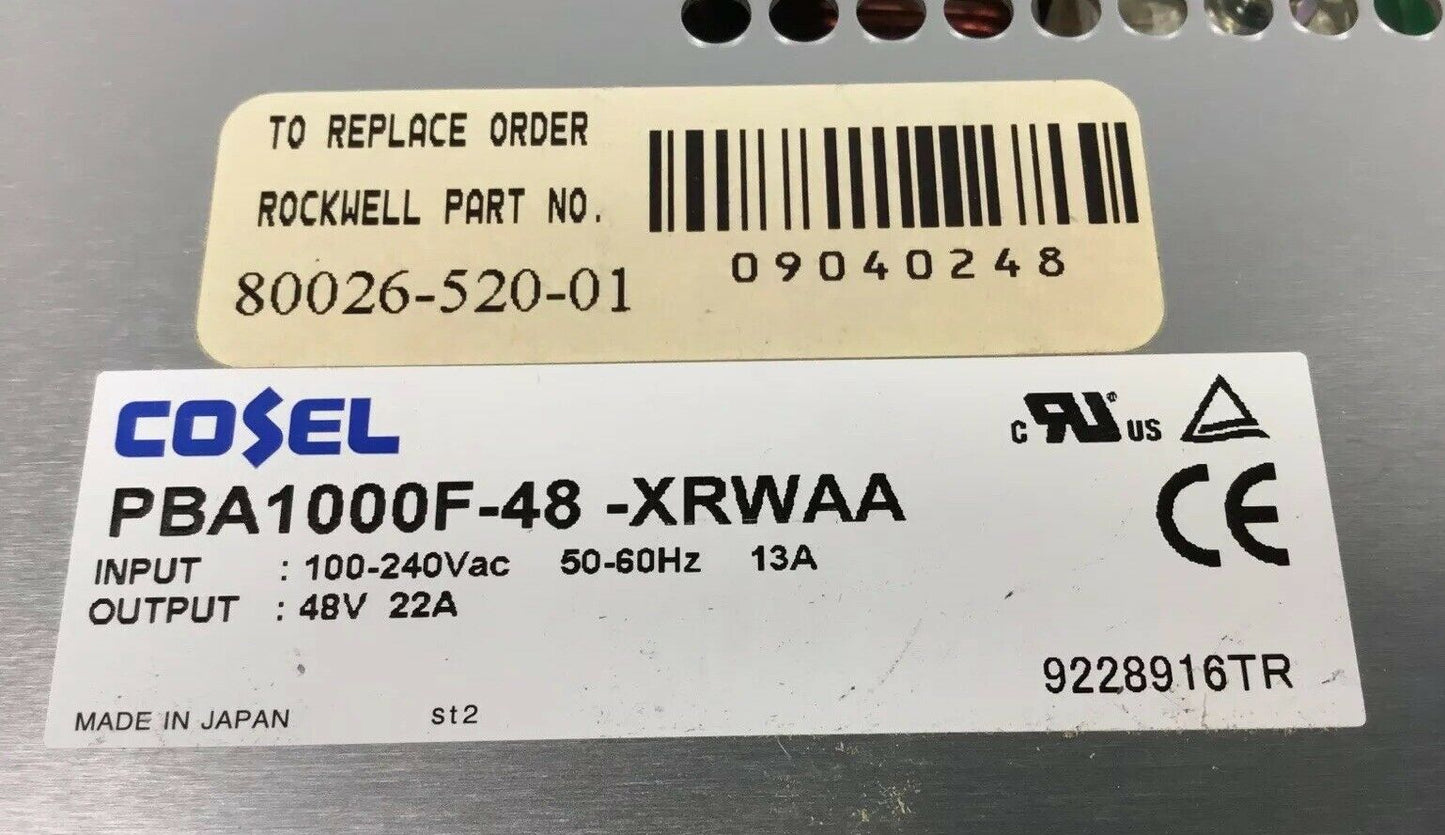 TO REPLACE ORDER
ROCKWELL PART NO.
80026-520-01
09040248
COSEL
PBA1000F-48 -XRWAA
INPUT : 100-240Vac 50-60Hz 13A
OUTPUT : 48V 22A
c RU ® US
CE
9228916TR
MADE IN JAPAN st2